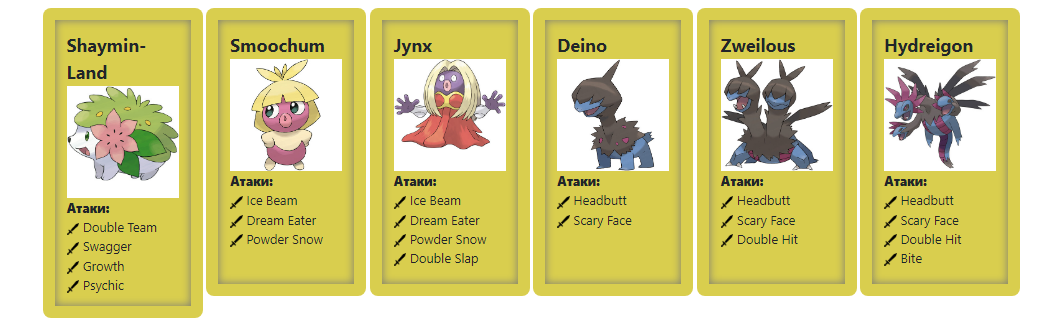 Shaymin-
Land
Атаки:
Double Team
Swagger
Growth
Psychic
Smoochum
Атаки:
Ice Beam
Dream Eater
Powder Snow
Jynx
Атаки:
Ice Beam
Dream Eater
Powder Snow
Double Slap
Deino
Атаки:
Headbutt
Scary Face
Zweilous
Атаки:
Headbutt
Scary Face
Double Hit
Hydreigon
Атаки:
Headbutt
Scary Face
Double Hit
Bite